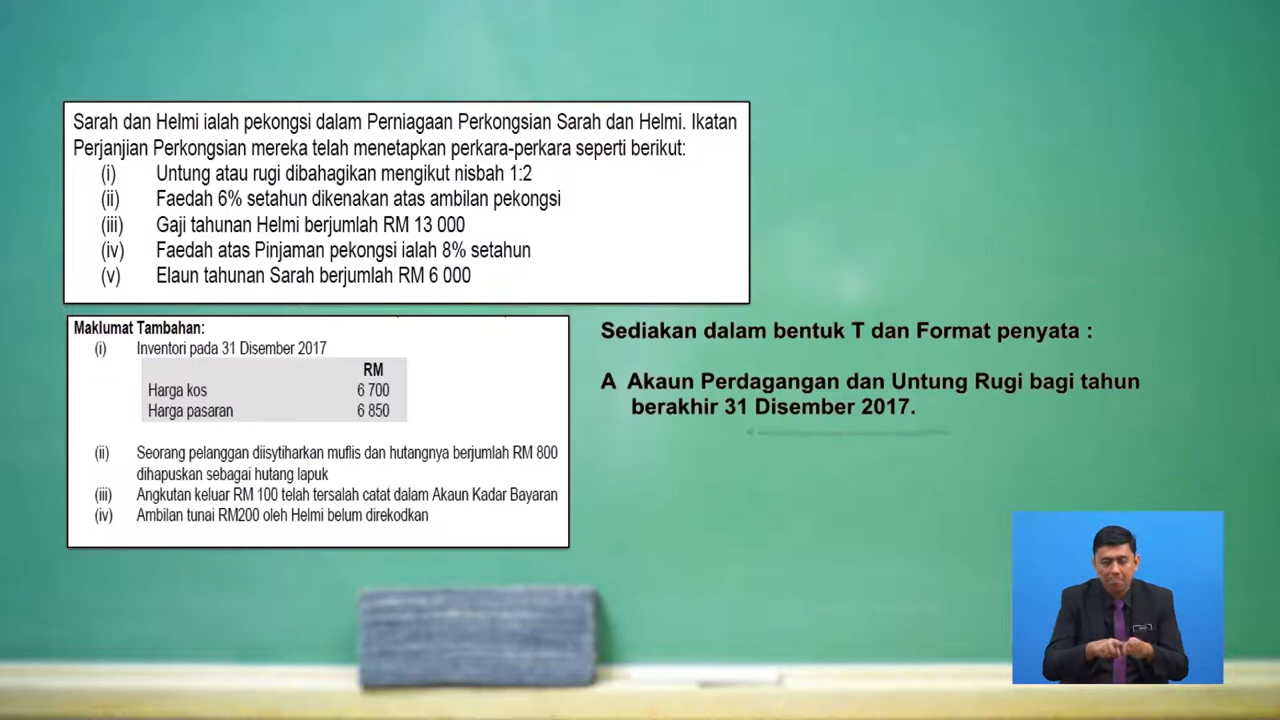 Sarah dan Helmi ialah pekongsi dalam Perniagaan Perkongsian Sarah dan Helmi. Ikatan
Perjanjian Perkongsian mereka telah menetapkan perkara-perkara seperti berikut:
(i) Untung atau rugi dibahagikan mengikut nisbah 1:2
(ii) Faedah 6% setahun dikenakan atas ambilan pekongsi
(iii) Gaji tahunan Helmi berjumlah RM 13 000
(iv) Faedah atas Pinjaman pekongsi ialah 8% setahun
(v) Elaun tahunan Sarah berjumlah RM 6 000
Maklumat Tambahan:
(i) Inventori pada 31 Disember 2017
RM
Harga kos 6 700
Harga pasaran 6 850
(ii) Seorang pelanggan diisytiharkan muflis dan hutangnya berjumlah RM 800
dihapuskan sebagai hutang lapuk
(iii) Angkutan keluar RM 100 telah tersalah catat dalam Akaun Kadar Bayaran
(iv) Ambilan tunai RM200 oleh Helmi belum direkodkan
Sediakan dalam bentuk T dan Format penyata :
A Akaun Perdagangan dan Untung Rugi bagi tahun
berakhir 31 Disember 2017.